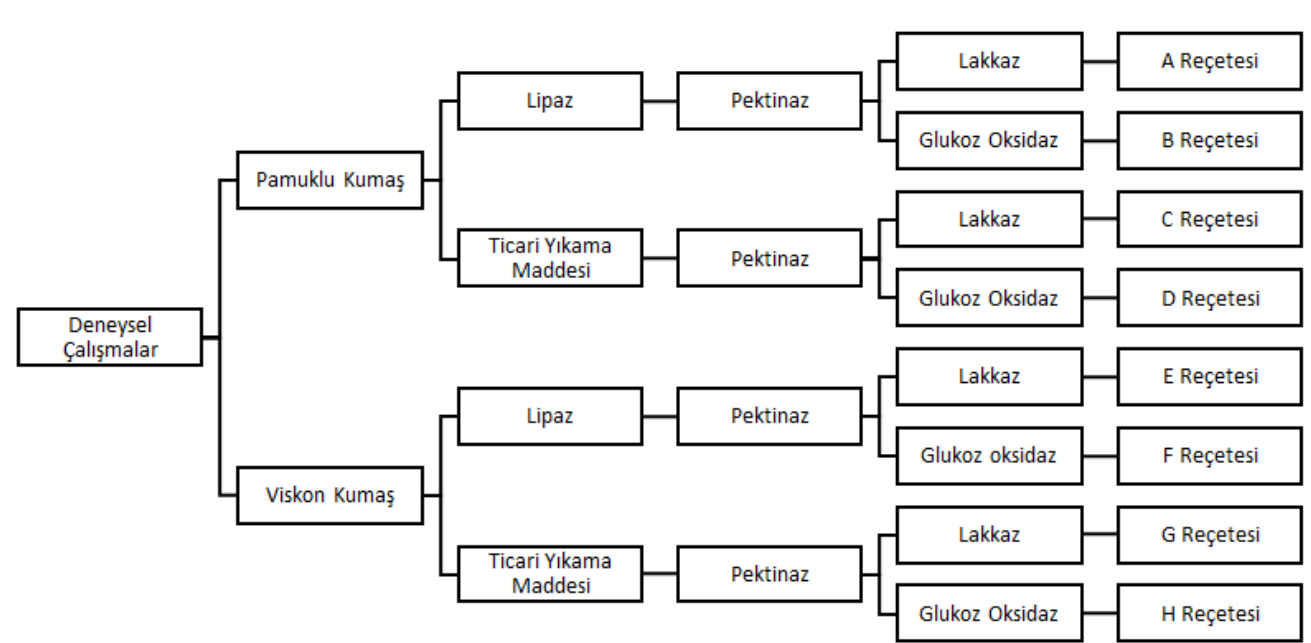 Lakkaz
A Reçetesi
Lipaz
Pektinaz
Glukoz Oksidaz
B Reçetesi
Pamuklu Kumaş
Lakkaz
C Reçetesi
Ticari Yıkama
Maddesi
Pektinaz
Glukoz Oksidaz
D Reçetesi
Deneysel
Çalışmalar
Lakkaz
E Reçetesi
Lipaz
Pektinaz
Glukoz oksidaz
F Reçetesi
Viskon Kumaş
Lakkaz
G Reçetesi
Ticari Yıkama
Maddesi
Pektinaz
Glukoz Oksidaz
H Reçetesi